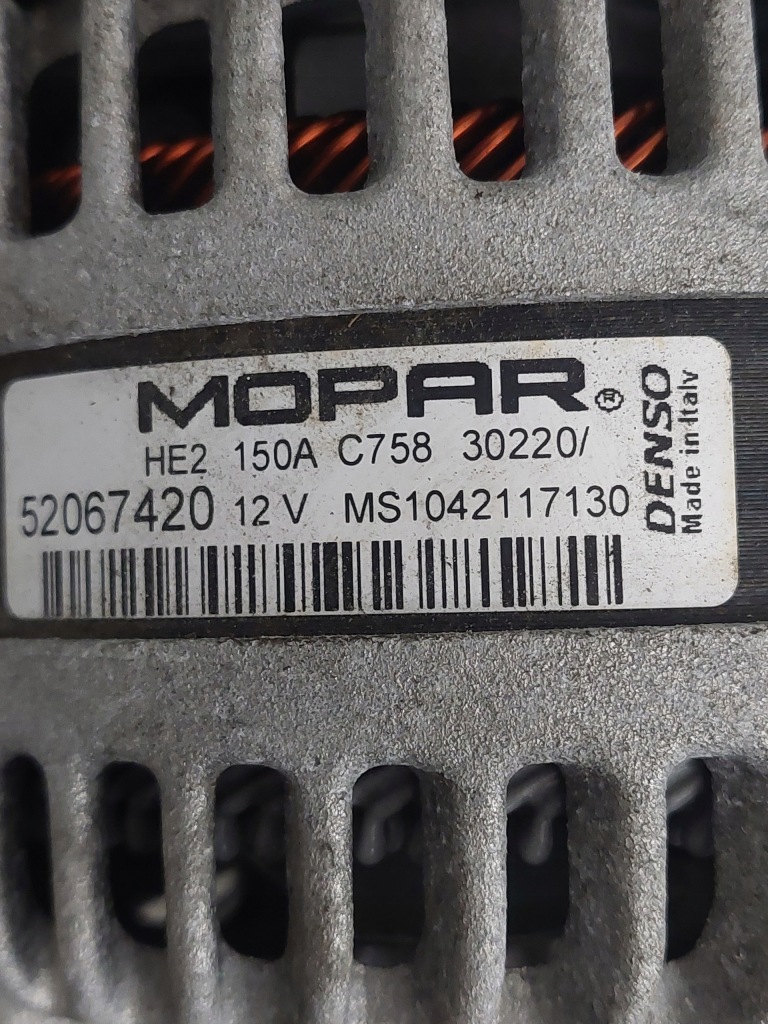 MOPAR®
HE2 150A C758 30220/
52067420 12 V MS1042117130
DENSO
Made in Italy